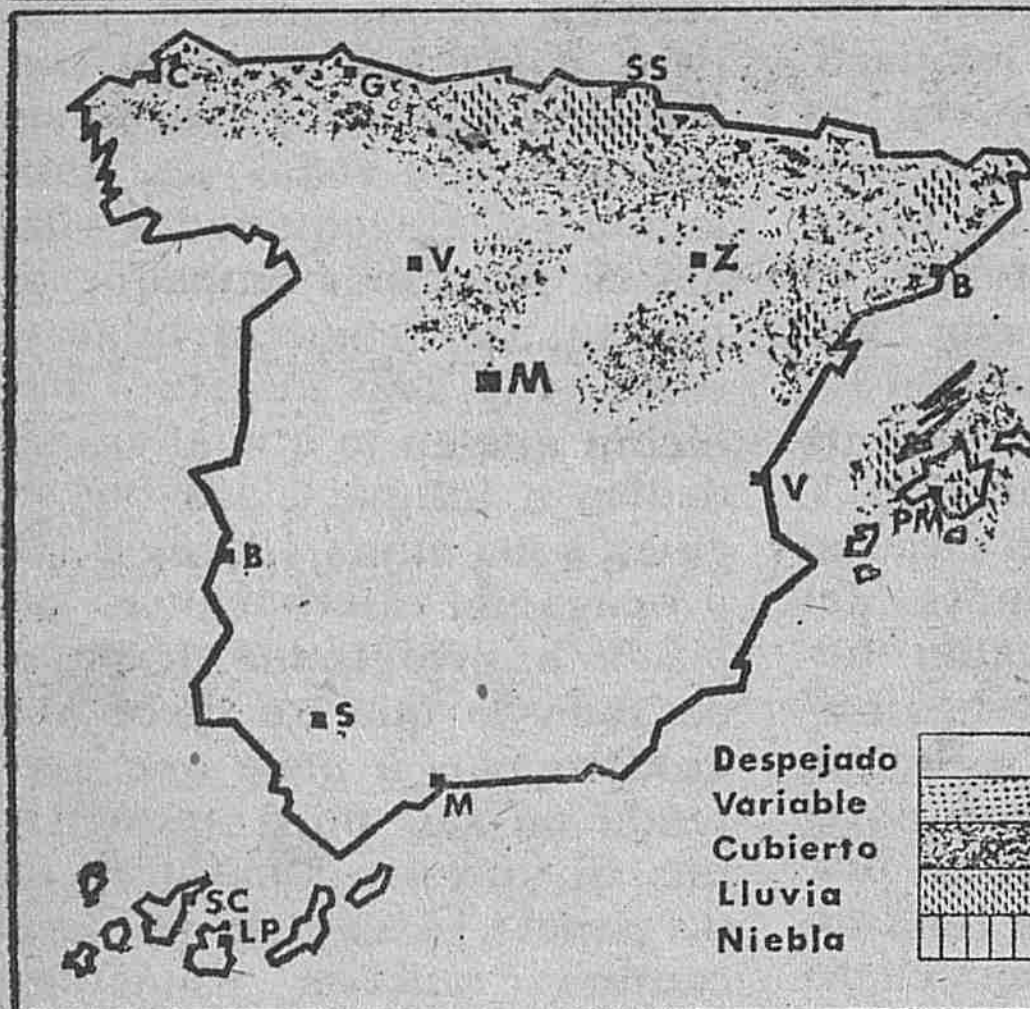 SS
C
G
V
Z
B
M
V
PM
B
S
M
SC
LP
Despejado
Variable
Cubierto
Lluvia
Niebla